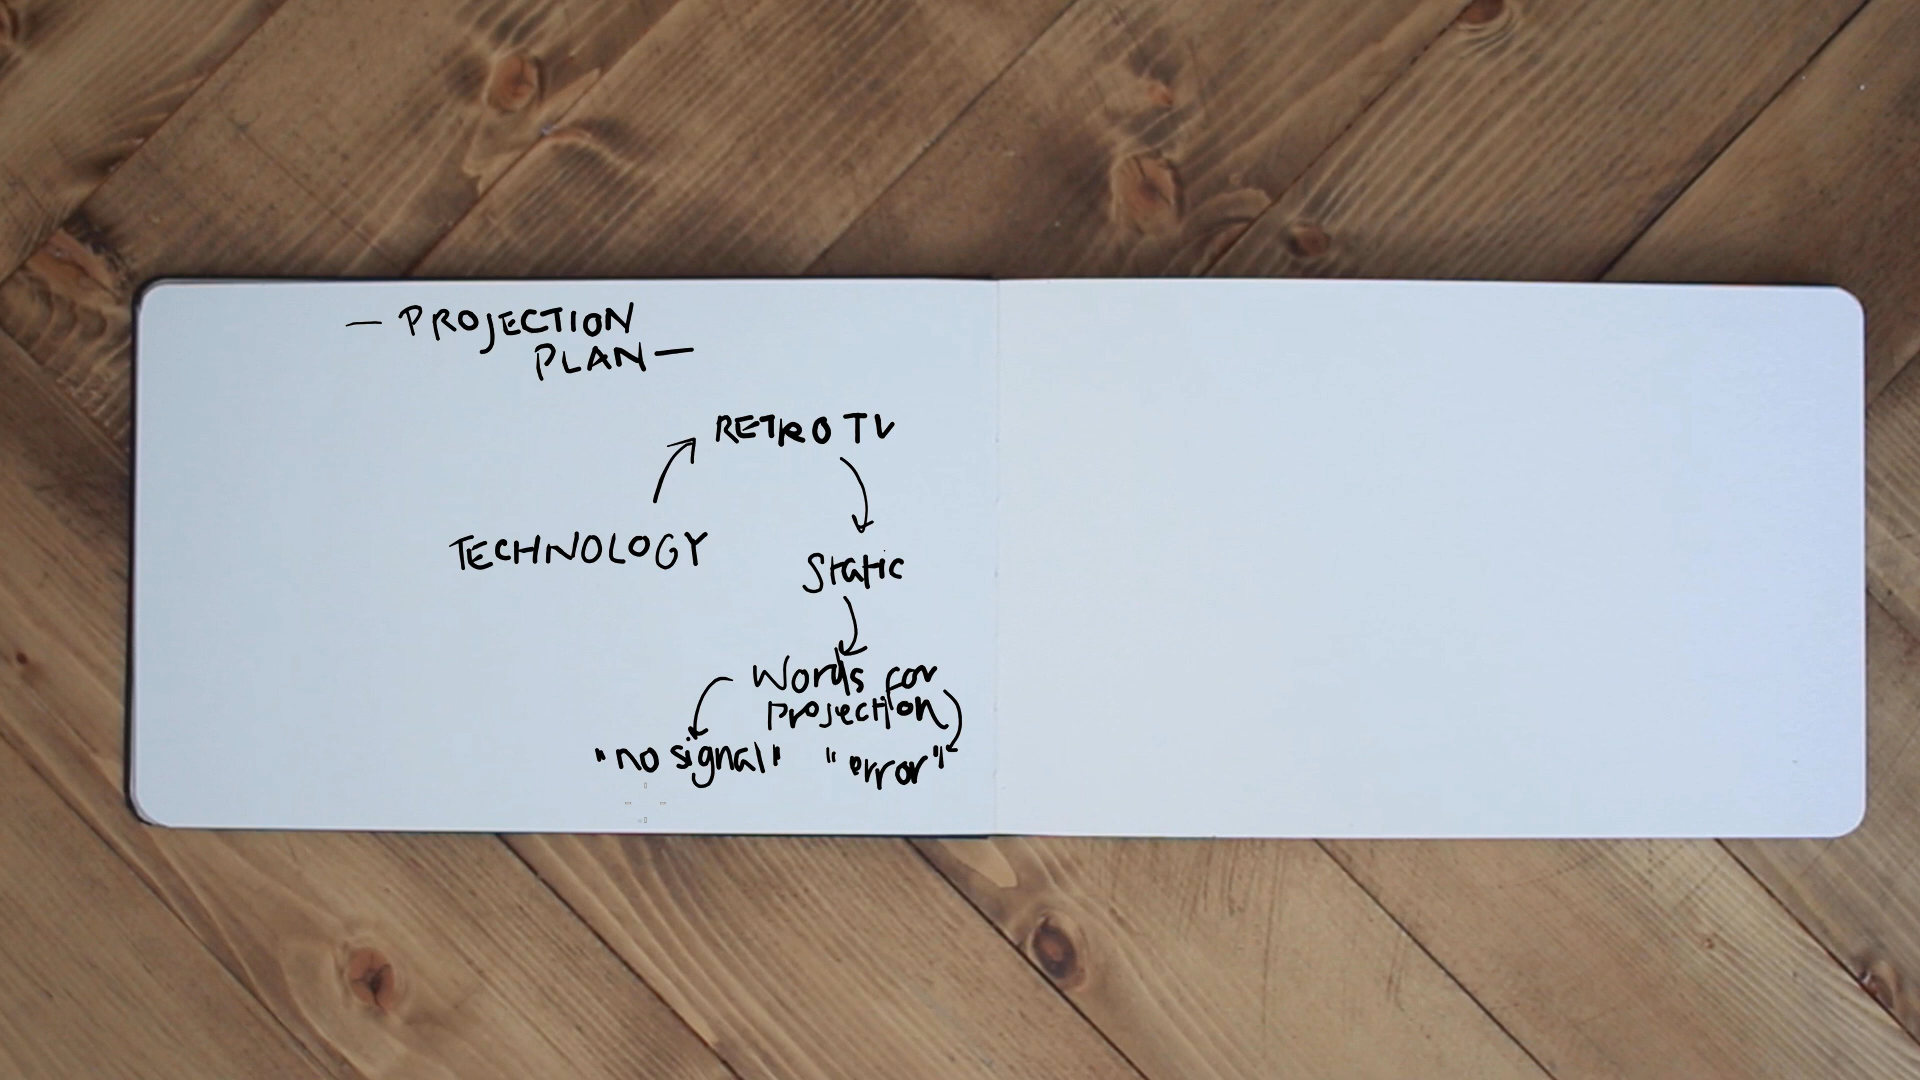 — PROJECTION
PLAN —
RETRO TV
TECHNOLOGY
Static
Words for
Projection
"no signal" "error"